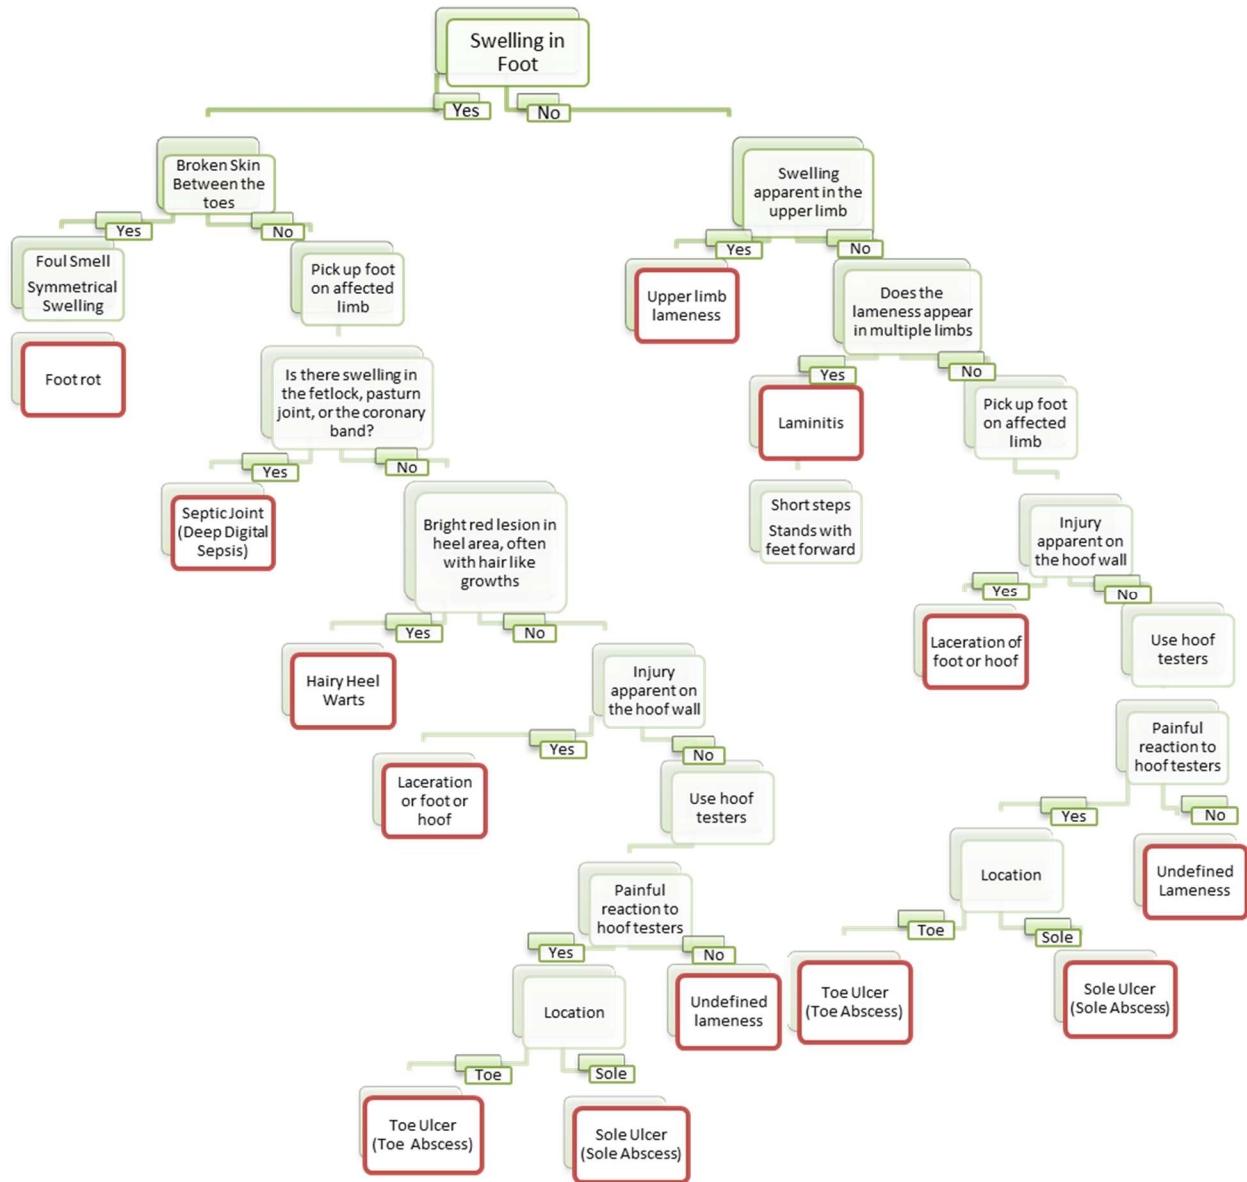 Swelling in
Foot
Yes
No
Broken Skin
Between the
toes
Yes
No
Foul Smell
Symmetrical
Swelling
Foot rot
Pick up foot
on affected
limb
Is there swelling in
the fetlock, pasturn
joint, or the coronary
band?
Yes
No
Septic Joint
(Deep Digital
Sepsis)
Bright red lesion in
heel area, often
with hair like
growths
Yes
No
Hairy Heel
Warts
Injury
apparent on
the hoof wall
Yes
No
Laceration
or foot or
hoof
Use hoof
testers
Painful
reaction to
hoof testers
Yes
No
Location
Undefined
lameness
Toe
Sole
Toe Ulcer
(Toe Abscess)
Sole Ulcer
(Sole Abscess)
Swelling
apparent in the
upper limb
Yes
No
Upper limb
lameness
Does the
lameness appear
in multiple limbs
Yes
No
Laminitis
Short steps
Stands with
feet forward
Pick up foot
on affected
limb
Injury
apparent on
the hoof wall
Yes
No
Laceration of
foot or hoof
Use hoof
testers
Painful
reaction to
hoof testers
Yes
No
Location
Undefined
Lameness
Toe
Sole
Toe Ulcer
(Toe Abscess)
Sole Ulcer
(Sole Abscess)